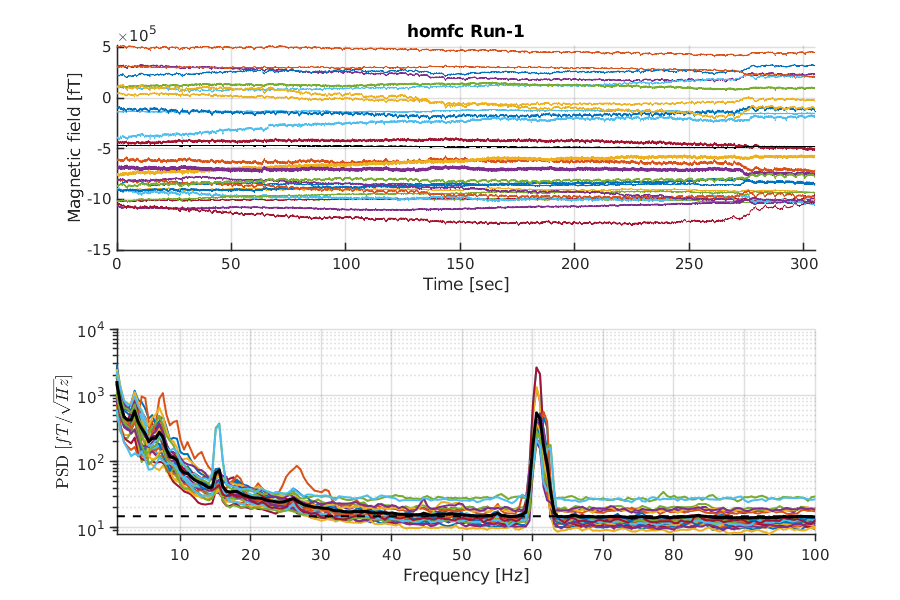 homfc Run-1
×10^5
5
0
-5
-10
-15
Magnetic field [fT]
0 50 100 150 200 250 300
Time [sec]
10^4
10^3
10^2
10^1
PSD [fT/√Hz]
10 20 30 40 50 60 70 80 90 100
Frequency [Hz]